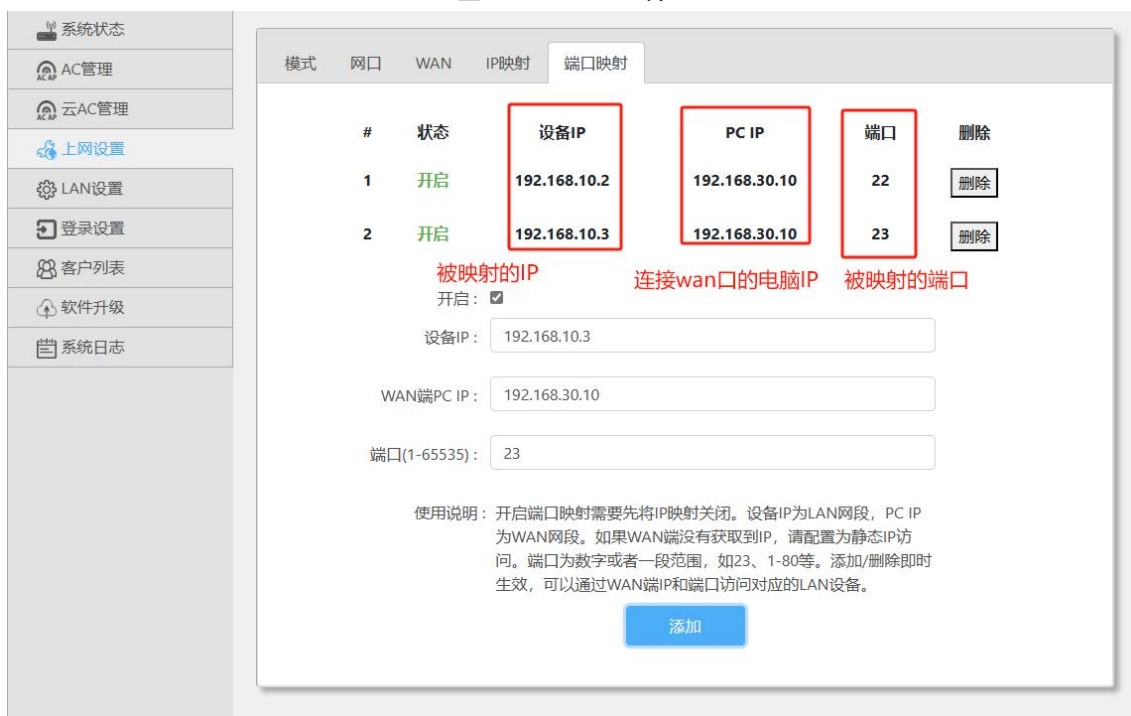 系统状态
AC管理
云AC管理
上网设置
LAN设置
登录设置
客户列表
软件升级
系统日志
模式 网口 WAN IP映射 端口映射
# 状态 设备IP PC IP 端口 删除
1 开启 192.168.10.2 192.168.30.10 22 删除
2 开启 192.168.10.3 192.168.30.10 23 删除
被映射的IP 连接wan口的电脑IP 被映射的端口
开启：
设备IP： 192.168.10.3
WAN端PC IP： 192.168.30.10
端口(1-65535)： 23
使用说明： 开启端口映射需要先将IP映射关闭。设备IP为LAN网段，PC IP
为WAN网段。如果WAN端没有获取到IP，请配置为静态IP访
问。端口为数字或者一段范围，如23、1-80等。添加/删除即时
生效，可以通过WAN端IP和端口访问对应的LAN设备。
添加